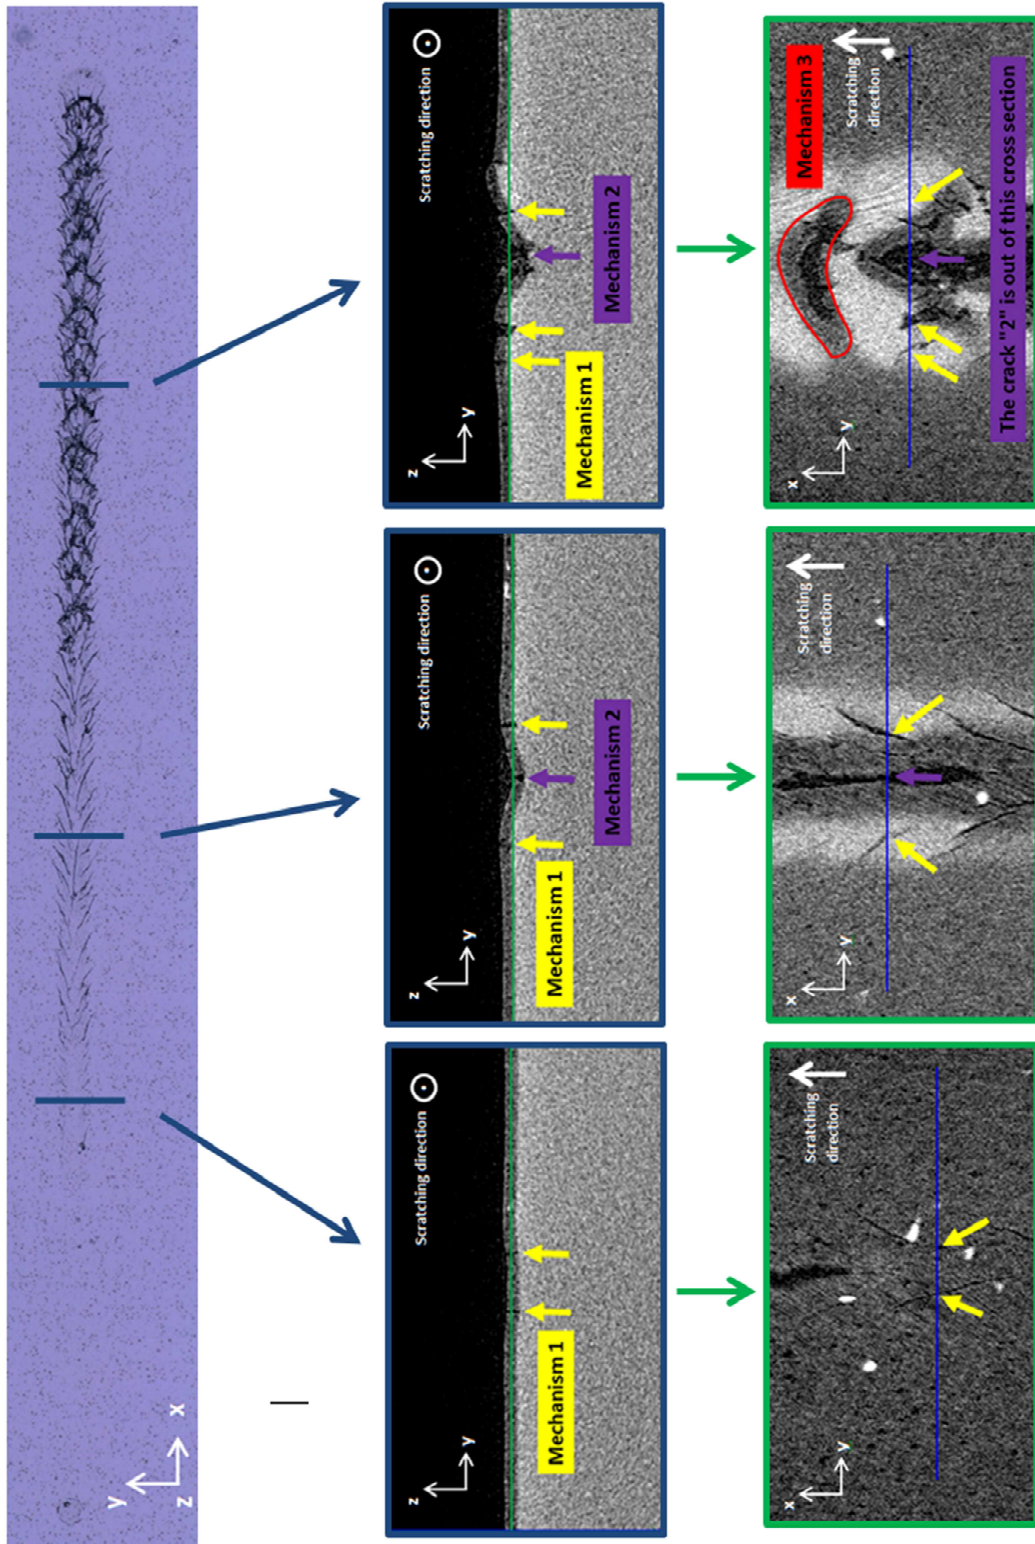 y
z
x
Scratching direction
z
y
Mechanism 1
Scratching direction
z
y
Mechanism 1
Mechanism 2
Scratching direction
z
y
Mechanism 1
Mechanism 2
x
y
Scratching
direction
x
y
Scratching
direction
Mechanism 3
x
y
Scratching
direction
The crack "2" is out of this cross section